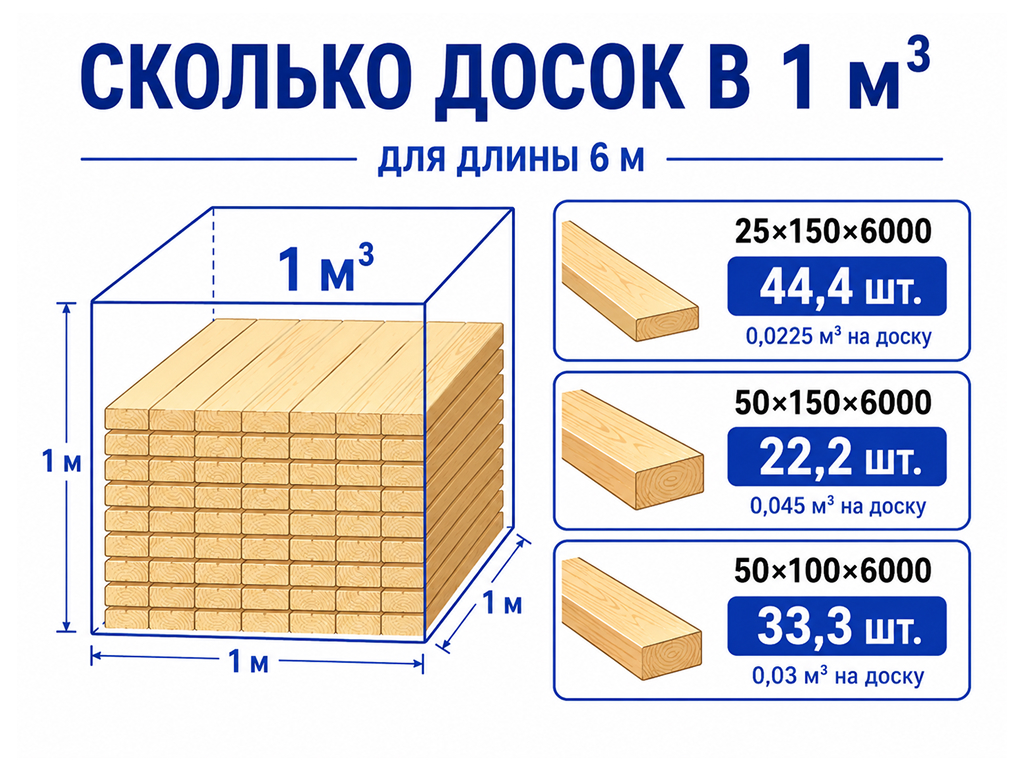 СКОЛЬКО ДОСОК В 1 м³
ДЛЯ ДЛИНЫ 6 М
1 м³
1 м
1 м
1 м
25×150×6000
44,4 шт.
0,0225 м³ на доску
50×150×6000
22,2 шт.
0,045 м³ на доску
50×100×6000
33,3 шт.
0,03 м³ на доску